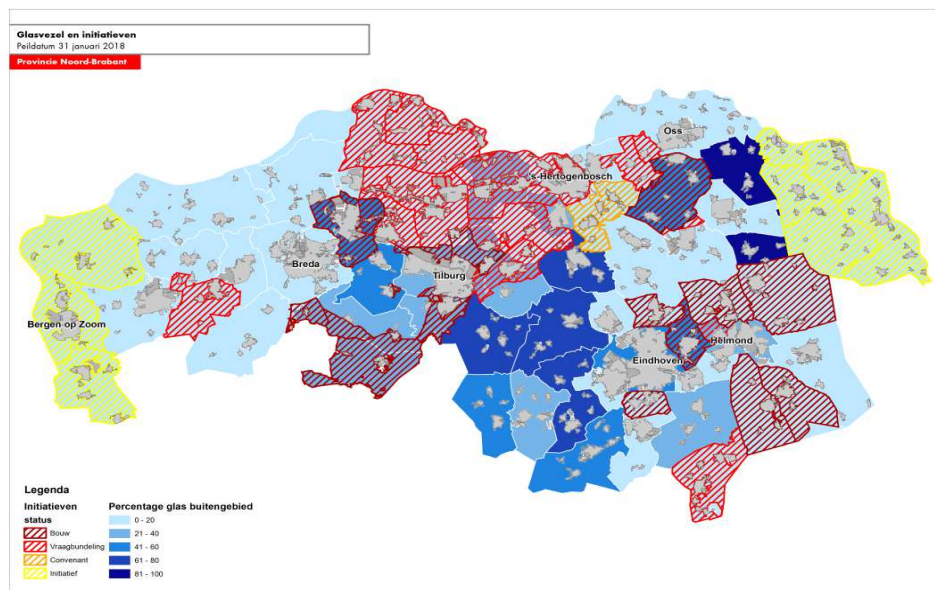 Glasvezel en initiatieven
Peildatum 31 januari 2018
Provincie Noord-Brabant
Oss
's-Hertogenbosch
Breda
Tilburg
Bergen op Zoom
Helmond
Eindhoven
Legenda
Initiatieven
status
Bouw
Vraagbundeling
Convenant
Initiatief
Percentage glas buitengebied
0 - 20
21 - 40
41 - 60
61 - 80
81 - 100